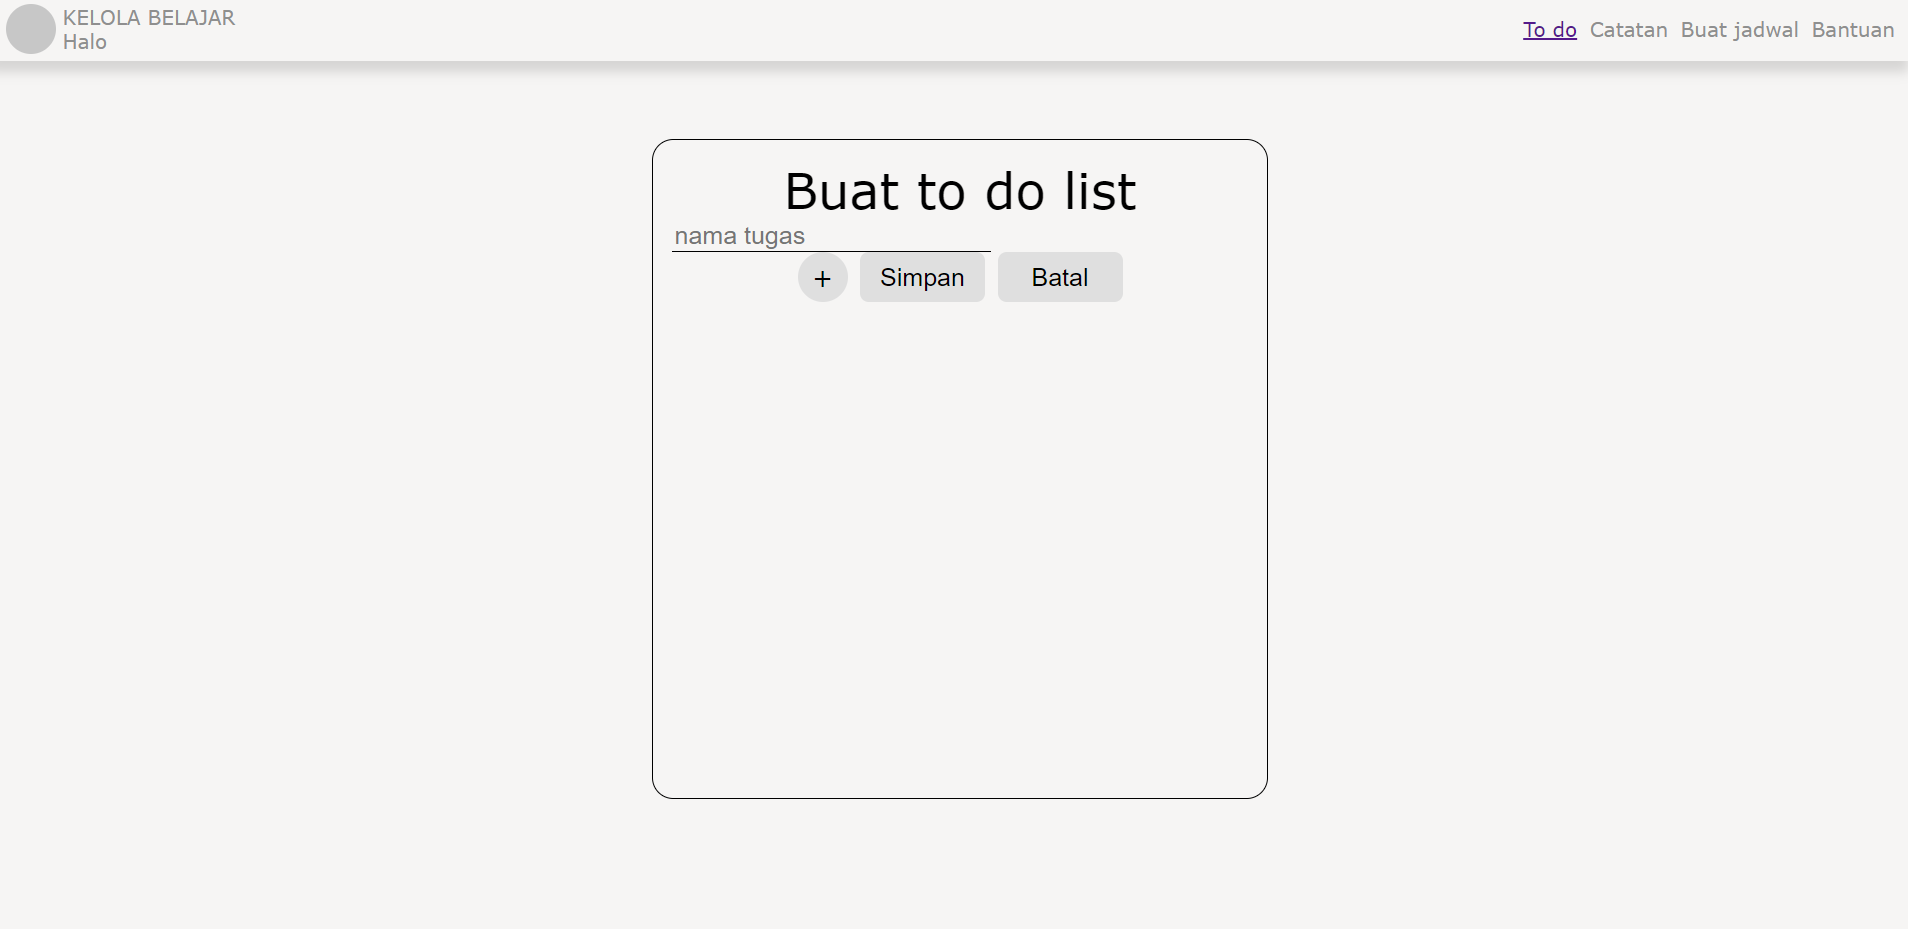 KELOLA BELAJAR
Halo
To do Catatan Buat jadwal Bantuan
Buat to do list
nama tugas
+ Simpan Batal